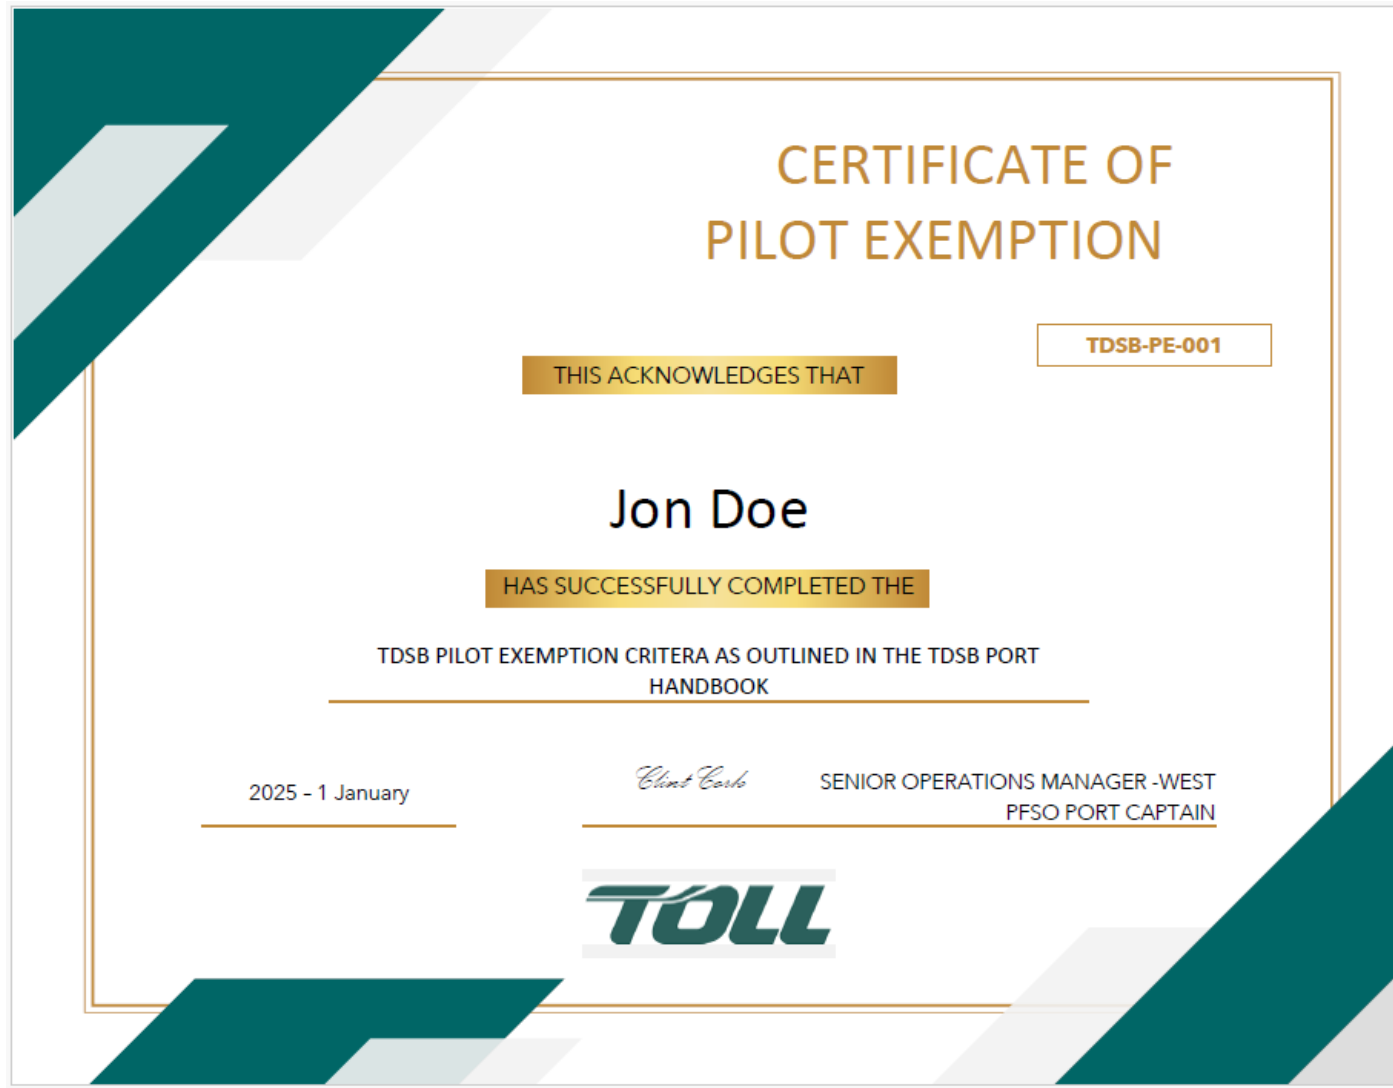 CERTIFICATE OF
PILOT EXEMPTION
TDSB-PE-001
THIS ACKNOWLEDGES THAT
Jon Doe
HAS SUCCESSFULLY COMPLETED THE
TDSB PILOT EXEMPTION CRITERA AS OUTLINED IN THE TDSB PORT
HANDBOOK
2025 – 1 January
Clint Cork
SENIOR OPERATIONS MANAGER -WEST
PFSO PORT CAPTAIN
TOLL